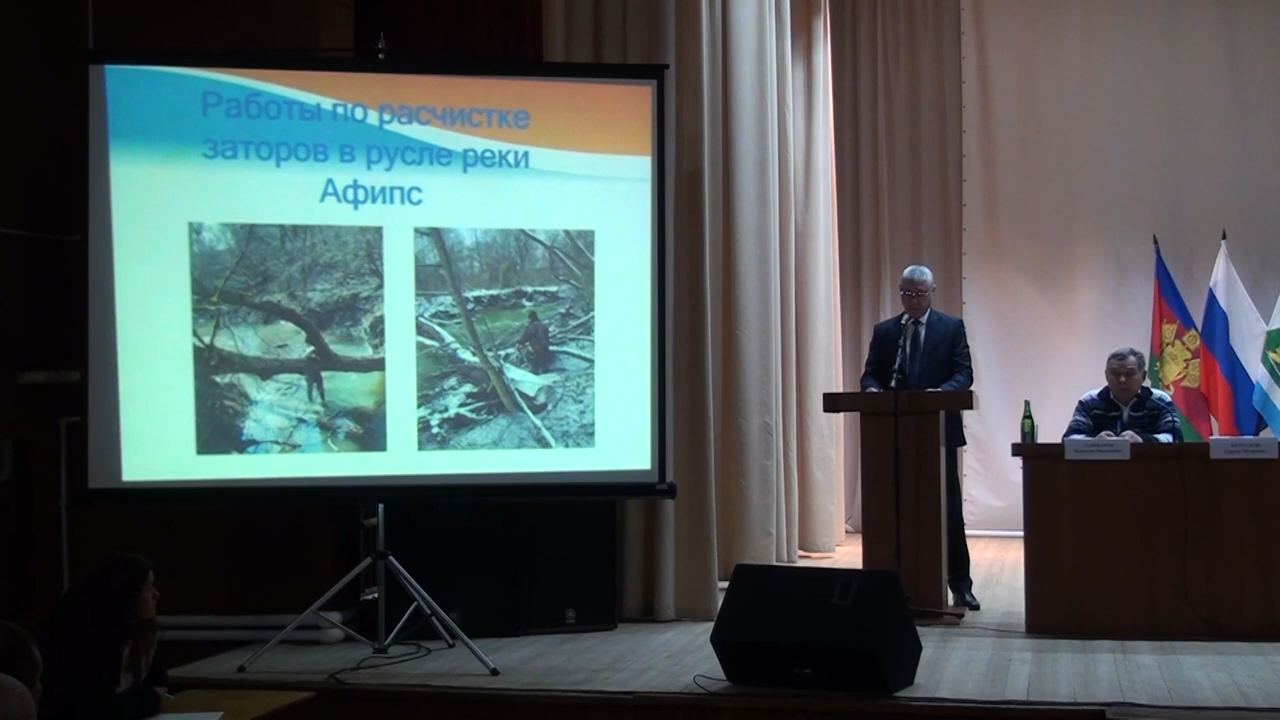 Работы по расчистке
заторов в русле реки
Афипс